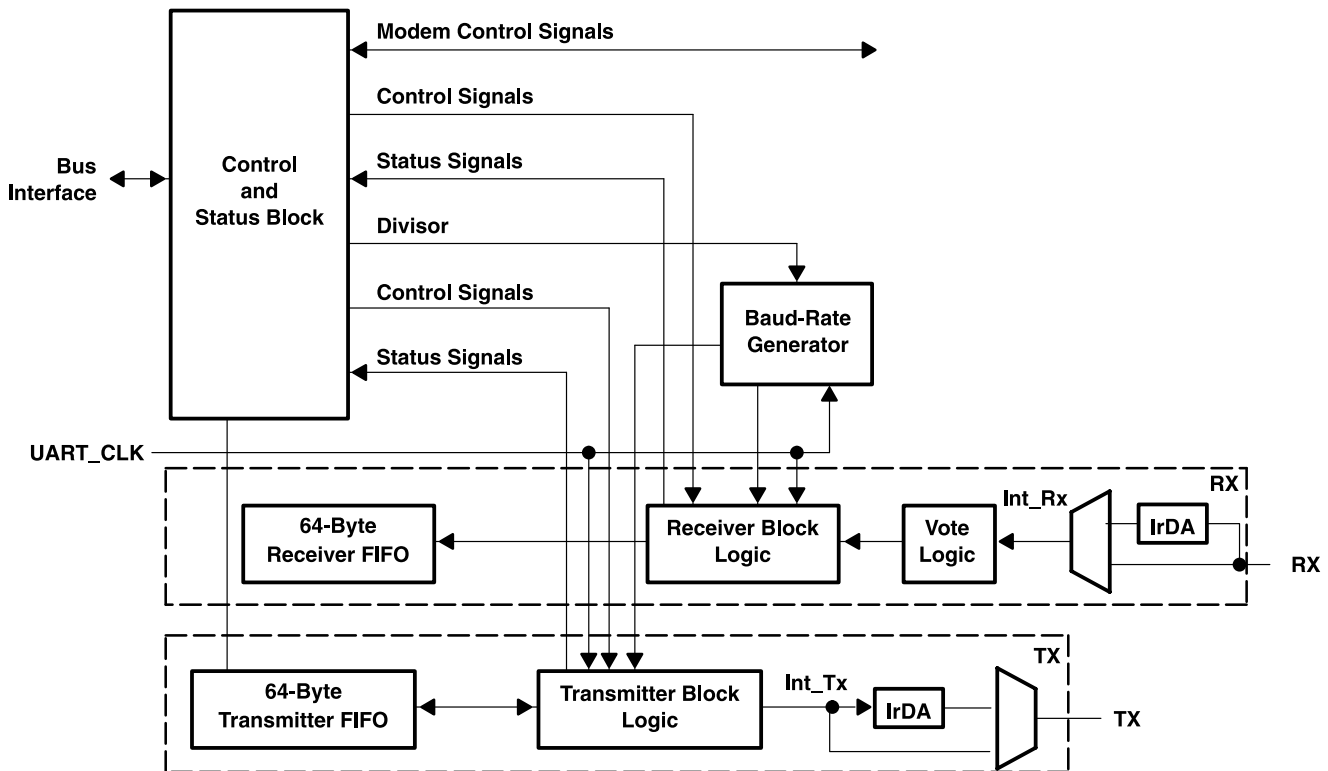 Modem Control Signals
Control Signals
Status Signals
Bus
Interface
Control
and
Status Block
Divisor
Control Signals
Baud-Rate
Generator
Status Signals
UART_CLK
RX
Int_Rx
64-Byte
Receiver FIFO
Receiver Block
Logic
Vote
Logic
IrDA
RX
TX
64-Byte
Transmitter FIFO
Transmitter Block
Logic
Int_Tx
IrDA
TX